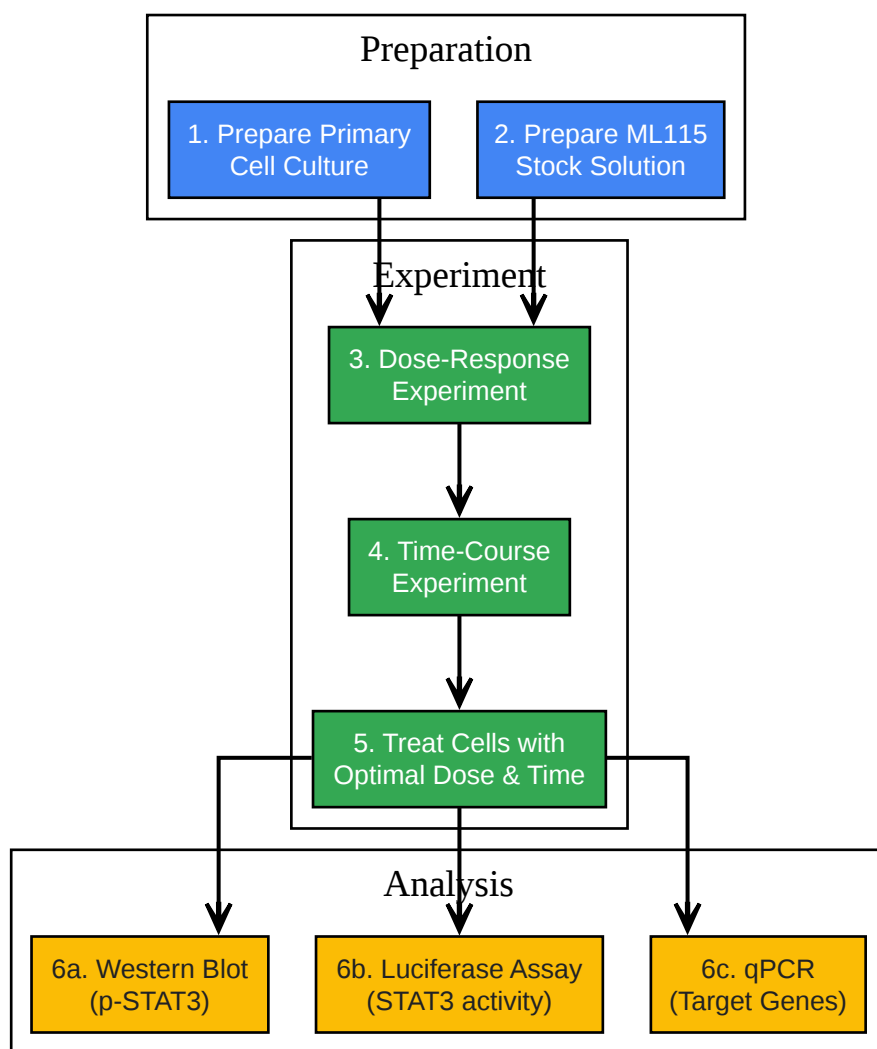 Preparation
1. Prepare Primary
Cell Culture
2. Prepare ML115
Stock Solution
Experiment
3. Dose-Response
Experiment
4. Time-Course
Experiment
5. Treat Cells with
Optimal Dose & Time
Analysis
6a. Western Blot
(p-STAT3)
6b. Luciferase Assay
(STAT3 activity)
6c. qPCR
(Target Genes)